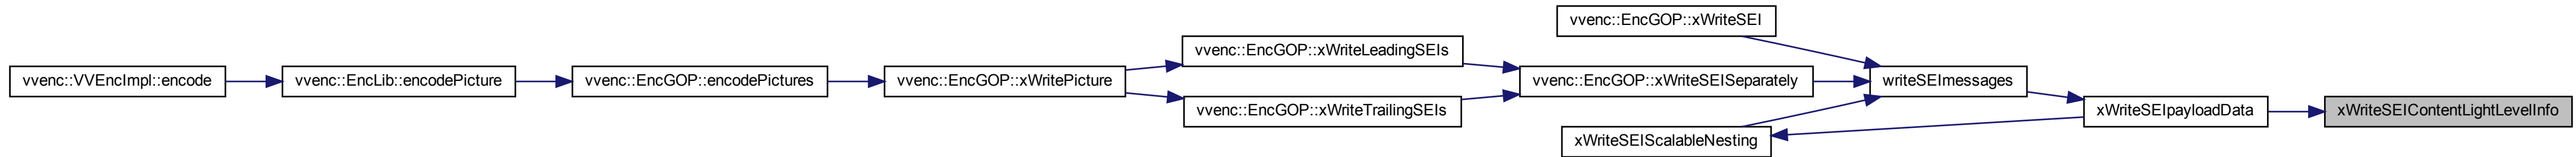 vvenc::VVEncImpl::encode
vvenc::EncLib::encodePicture
vvenc::EncGOP::encodePictures
vvenc::EncGOP::xWritePicture
vvenc::EncGOP::xWriteLeadingSEIs
vvenc::EncGOP::xWriteTrailingSEIs
vvenc::EncGOP::xWriteSEI
vvenc::EncGOP::xWriteSEISeparately
xWriteSEIScalableNesting
writeSEImessages
xWriteSEIpayloadData
xWriteSEIContentLightLevelInfo